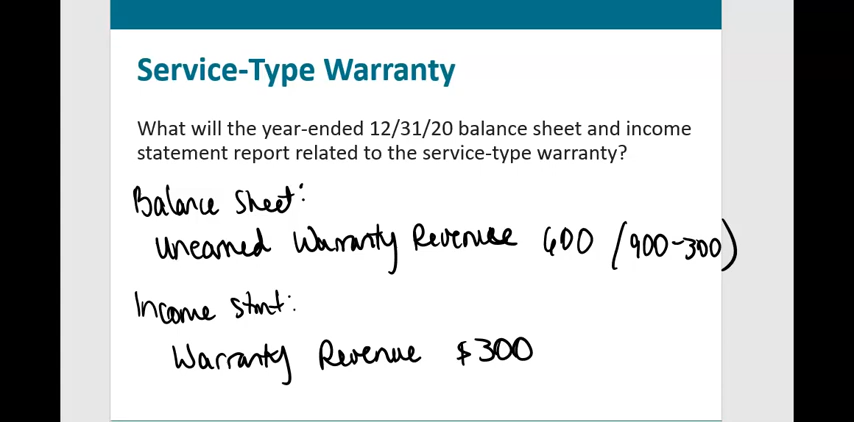 Service-Type Warranty
What will the year-ended 12/31/20 balance sheet and income
statement report related to the service-type warranty?
Balance Sheet:
Unearned Warranty Revenue 600 (900-300)
Income Stmt:
Warranty Revenue $300